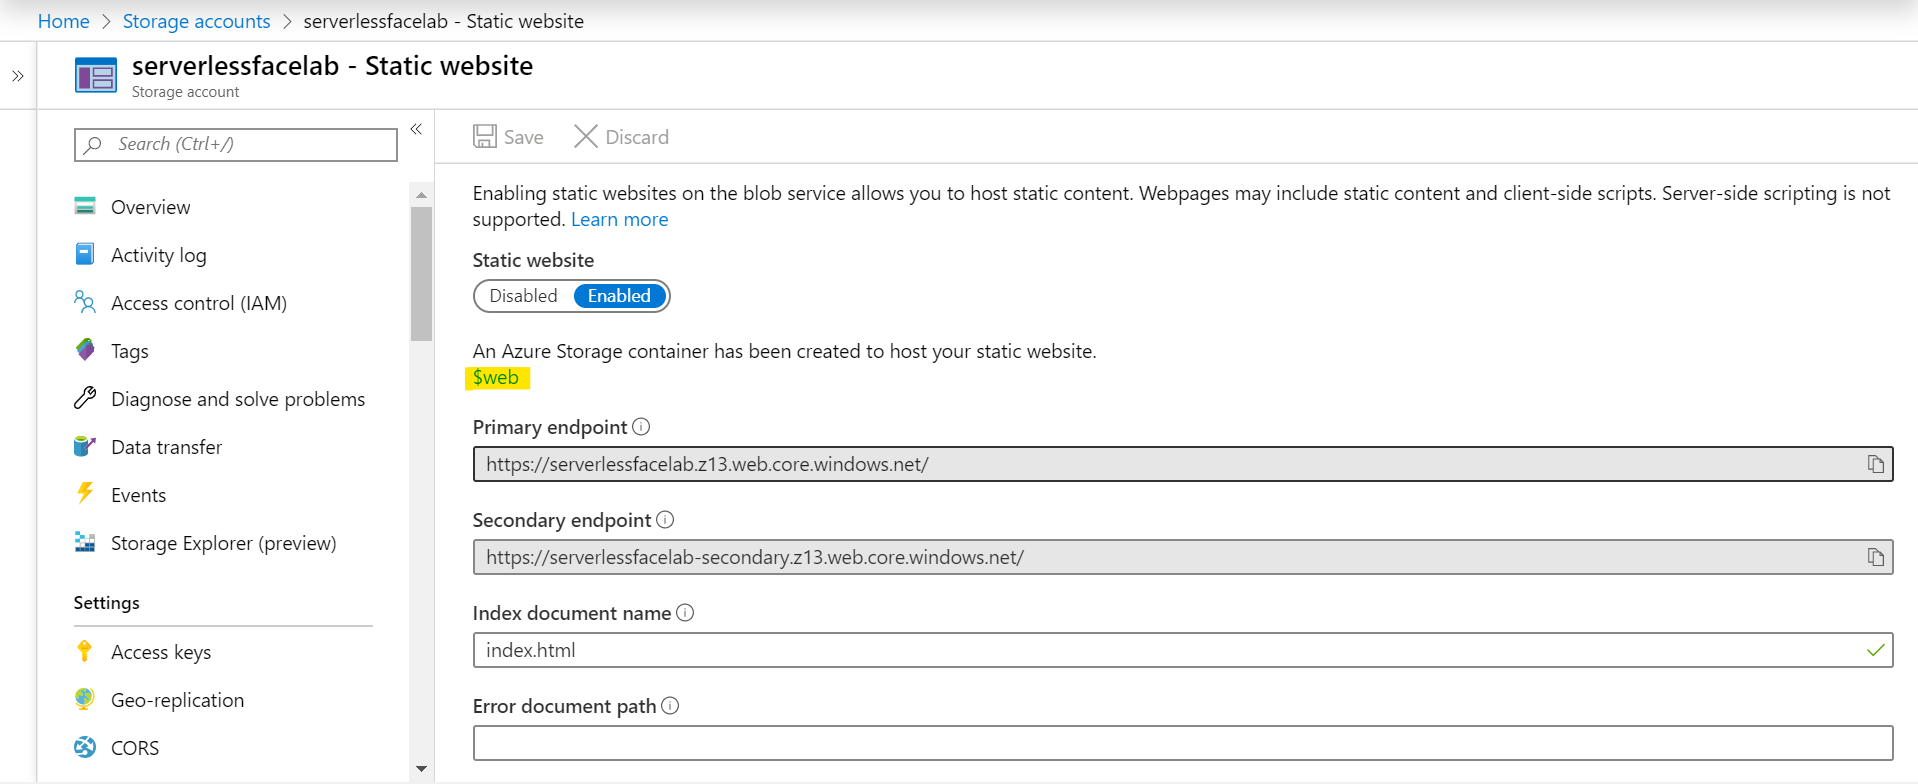 Home > Storage accounts > serverlessfacelab - Static website
»
serverlessfacelab - Static website
Storage account
Search (Ctrl+/)
«
Overview
Activity log
Access control (IAM)
Tags
Diagnose and solve problems
Data transfer
Events
Storage Explorer (preview)
Settings
Access keys
Geo-replication
CORS
Save Discard
Enabling static websites on the blob service allows you to host static content. Webpages may include static content and client-side scripts. Server-side scripting is not
supported. Learn more
Static website
Disabled Enabled
An Azure Storage container has been created to host your static website.
$web
Primary endpoint
https://serverlessfacelab.z13.web.core.windows.net/
Secondary endpoint
https://serverlessfacelab-secondary.z13.web.core.windows.net/
Index document name
index.html
Error document path